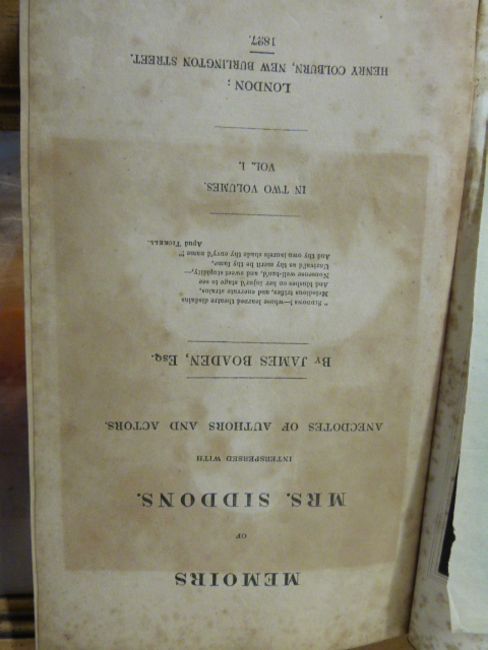 MEMOIRS
OF
MRS. SIDDONS.
INTERSPERSED WITH
ANECDOTES OF AUTHORS AND ACTORS.
By JAMES BOADEN, Esq.
"Siddons!—whose learned theatre disdains
Melodious trifles, and enervate strains,
And blushes on her injur'd stage to see
Nonsense well-tun'd, and sweet stupidity,—
Unrival'd as thy merit be thy fame,
And thy own laurels shade thy envy'd name!"
Apud Tickell.
IN TWO VOLUMES.
VOL. I.
LONDON:
HENRY COLBURN, NEW BURLINGTON STREET.
1827.